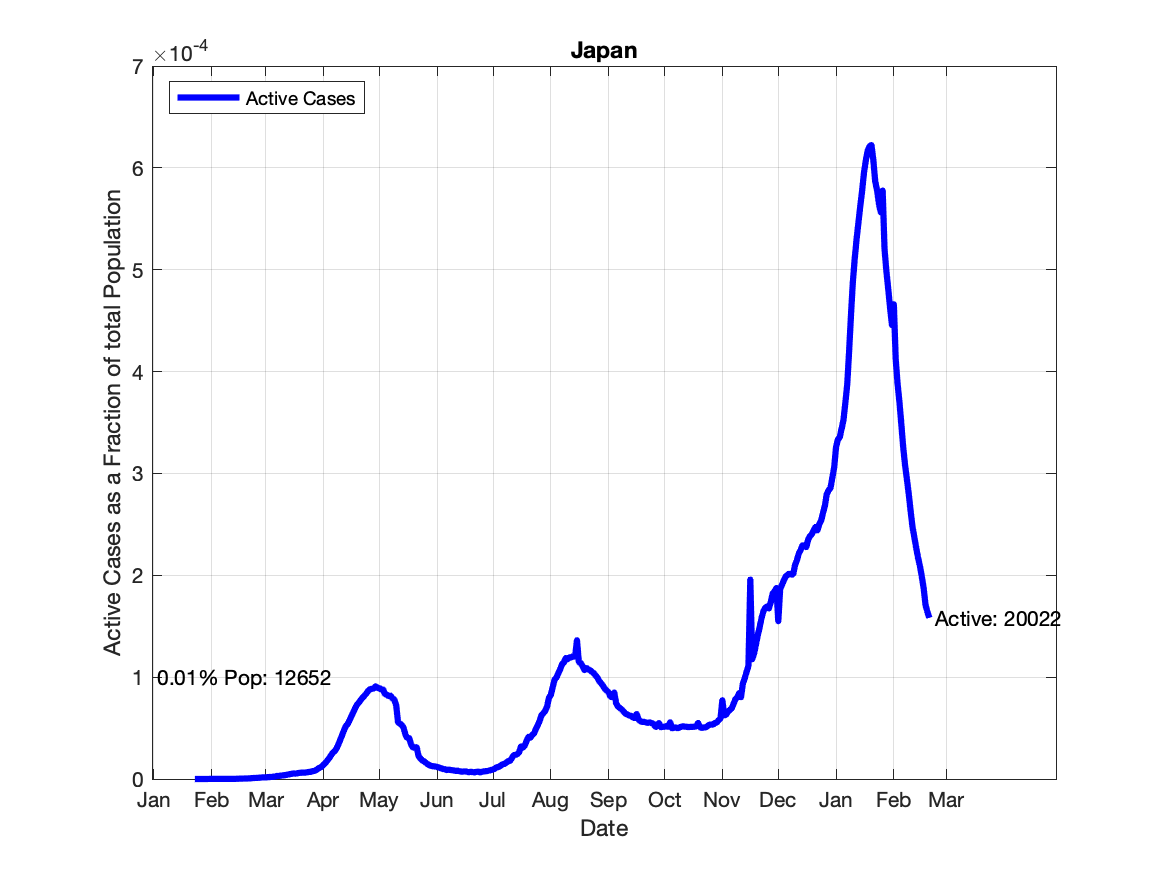 Japan
×10-4
Active Cases
7
6
5
4
3
2
1
0
0.01% Pop: 12652
Active: 20022
Active Cases as a Fraction of total Population
Jan Feb Mar Apr May Jun Jul Aug Sep Oct Nov Dec Jan Feb Mar
Date